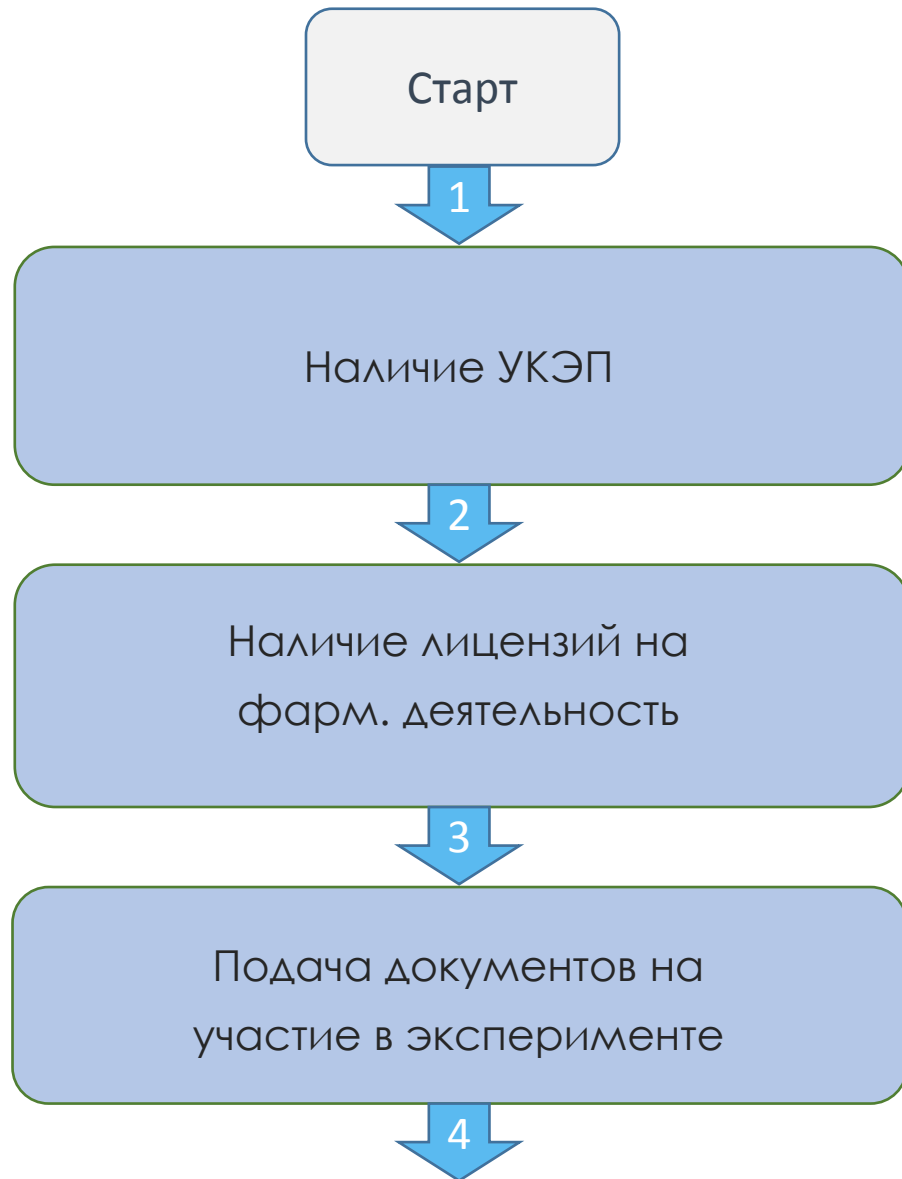 Старт
1
Наличие УКЭП
2
Наличие лицензий на
фарм. деятельность
3
Подача документов на
участие в эксперименте
4